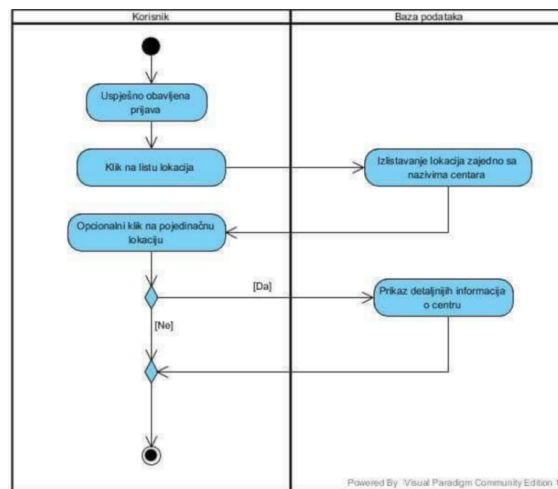 Korisnik
Baza podataka
Uspješno obavljena
prijava
Klik na listu lokacija
Izlistavanje lokacija zajedno sa
nazivima centara
Opcionalni klik na pojedinačnu
lokaciju
[Da]
Prikaz detaljnijih informacija
o centru
[Ne]
Powered By Visual Paradigm Community Edition